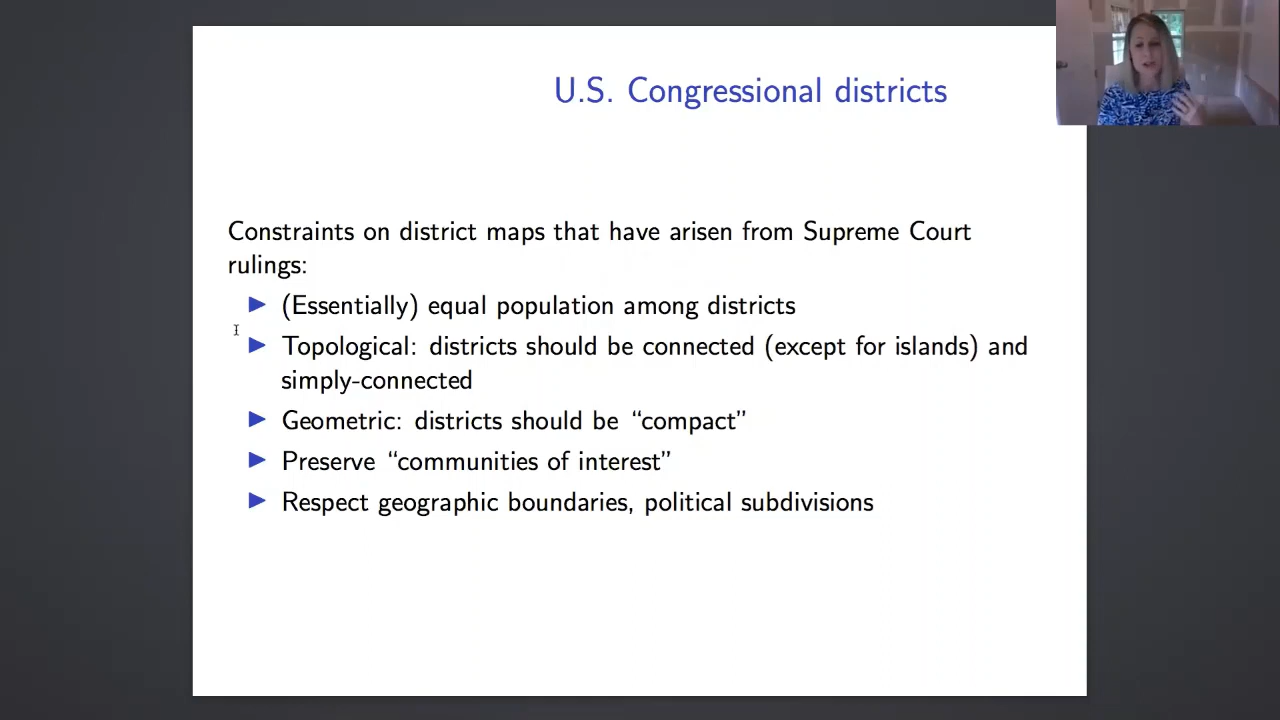 U.S. Congressional districts
Constraints on district maps that have arisen from Supreme Court
rulings:
(Essentially) equal population among districts
Topological: districts should be connected (except for islands) and
simply-connected
Geometric: districts should be “compact”
Preserve “communities of interest”
Respect geographic boundaries, political subdivisions